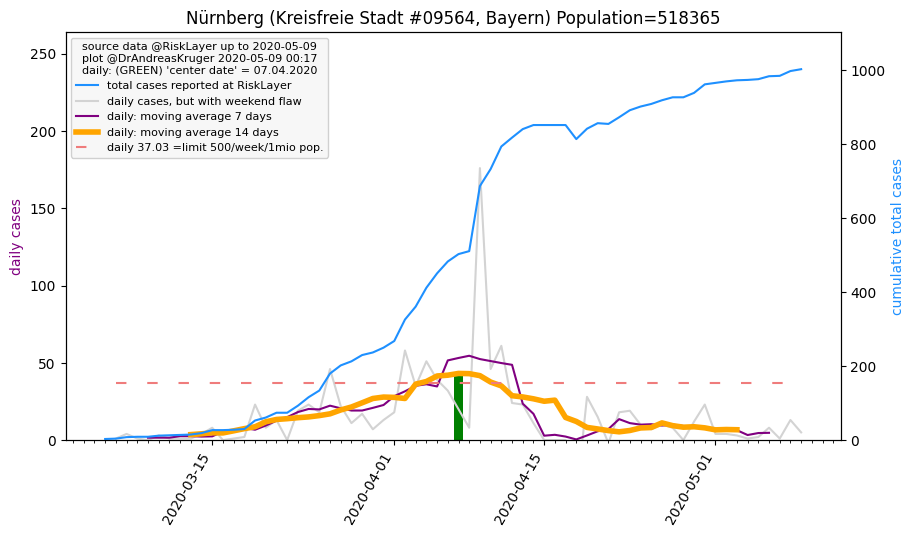 Nürnberg (Kreisfreie Stadt #09564, Bayern) Population=518365
source data @RiskLayer up to 2020-05-09
plot @DrAndreasKruger 2020-05-09 00:17
daily: (GREEN) 'center date' = 07.04.2020
total cases reported at RiskLayer
daily cases, but with weekend flaw
daily: moving average 7 days
daily: moving average 14 days
daily 37.03 =limit 500/week/1mio pop.
daily cases
250
200
150
100
50
0
cumulative total cases
1000
800
600
400
200
0
2020-03-15
2020-04-01
2020-04-15
2020-05-01